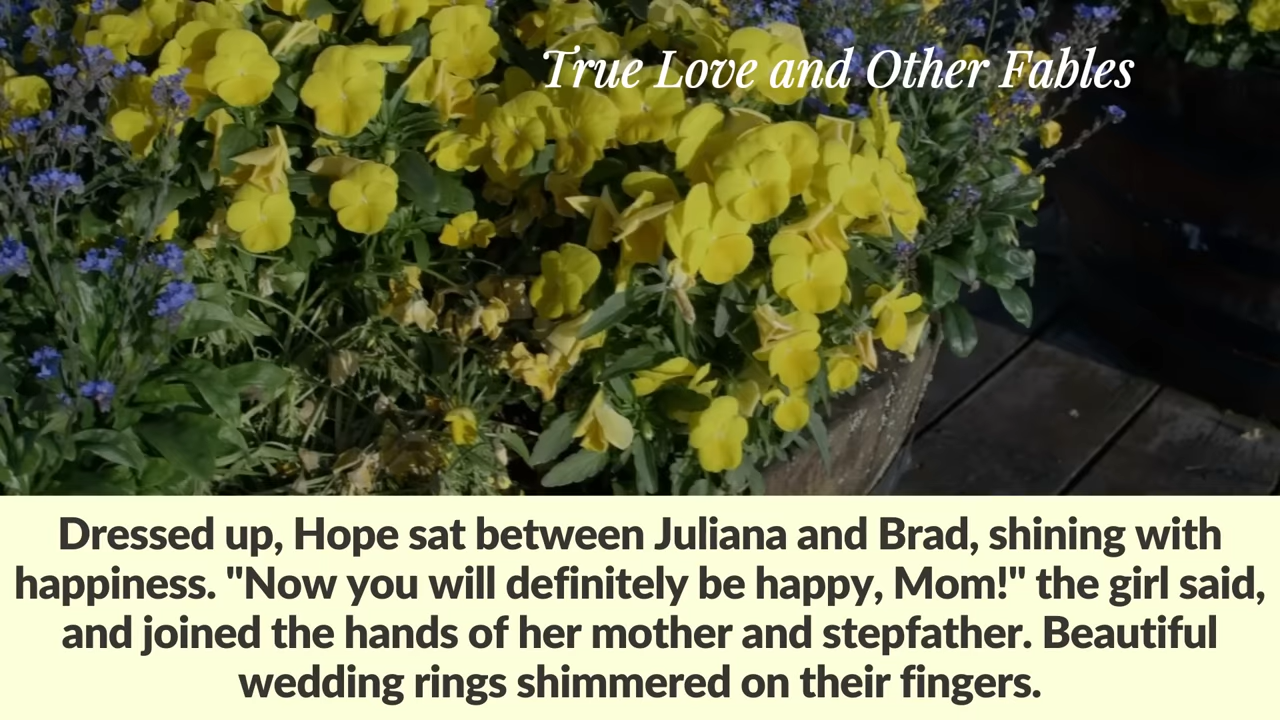 True Love and Other Fables
Dressed up, Hope sat between Juliana and Brad, shining with
happiness. "Now you will definitely be happy, Mom!" the girl said,
and joined the hands of her mother and stepfather. Beautiful
wedding rings shimmered on their fingers.